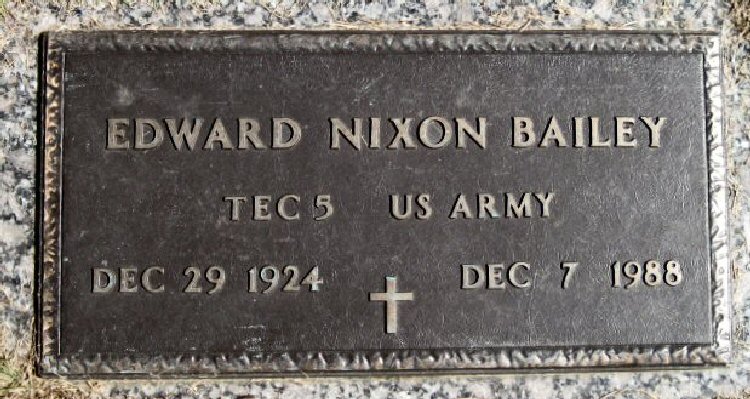 EDWARD NIXON BAILEY
TEC 5 US ARMY
DEC 29 1924 DEC 7 1988